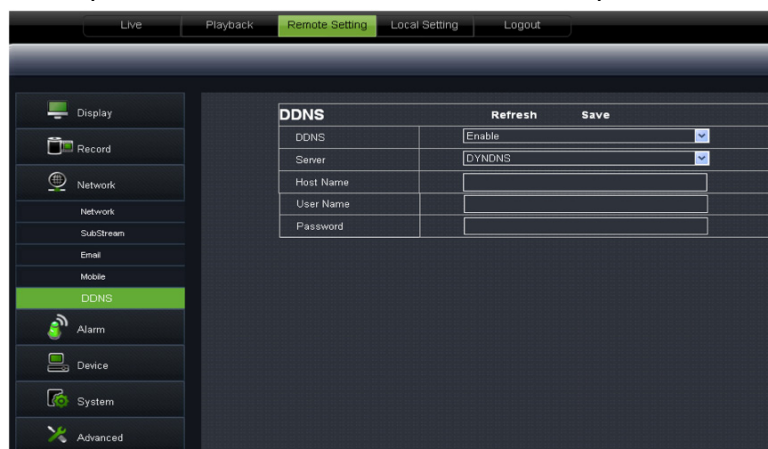 Live Playback Remote Setting Local Setting Logout
Display
Record
Network
Network
SubStream
Email
Mobile
DDNS
Alarm
Device
System
Advanced
DDNS Refresh Save
DDNS Enable
Server DYNDNS
Host Name
User Name
Password